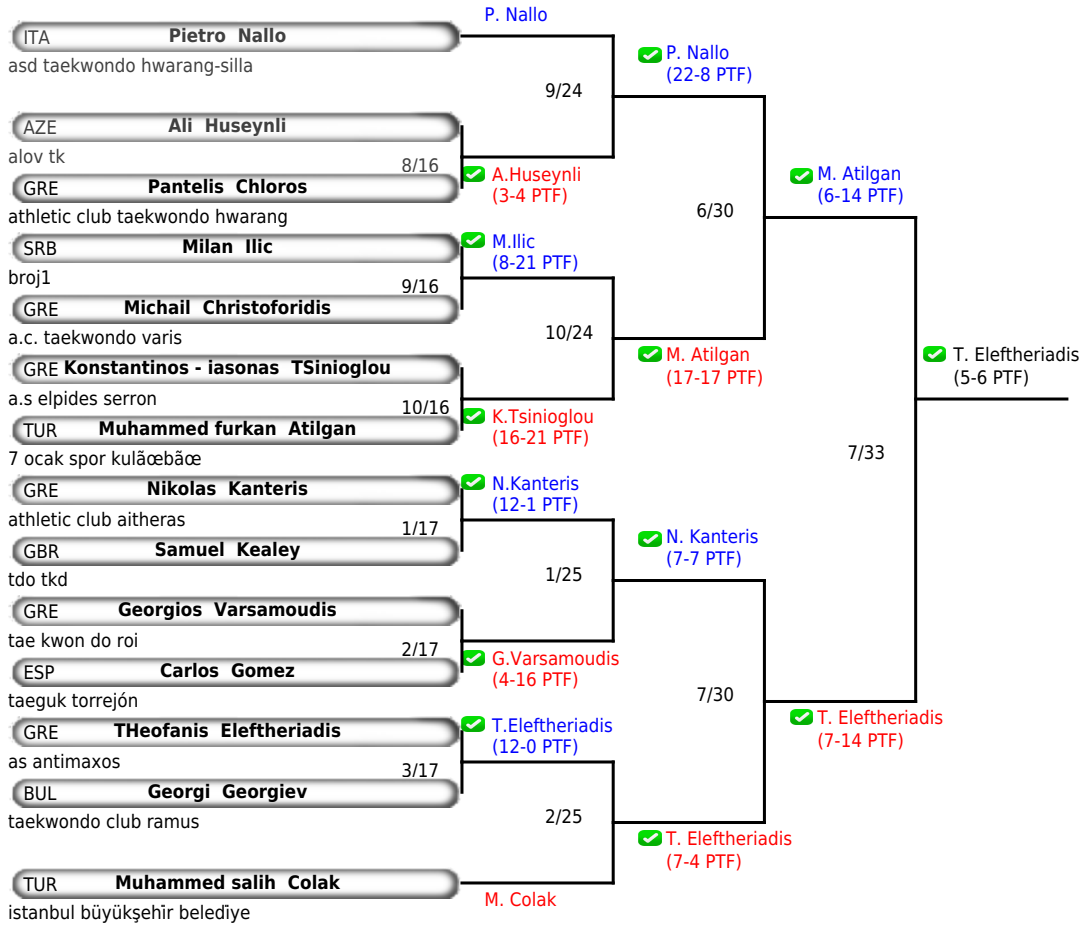 P. Nallo
ITA Pietro Nallo
asd taekwondo hwarang-silla
P. Nallo
(22-8 PTF)
9/24
AZE Ali Huseynli
alov tk
8/16
A.Huseynli
(3-4 PTF)
GRE Pantelis Chloros
athletic club taekwondo hwarang
M. Atilgan
(6-14 PTF)
6/30
SRB Milan Ilic
broj1
M.Ilic
(8-21 PTF)
9/16
GRE Michail Christoforidis
a.c. taekwondo varis
10/24
M. Atilgan
(17-17 PTF)
GRE Konstantinos - iasonas TSinioglou
a.s elpides serron
10/16
K.Tsinioglou
(16-21 PTF)
TUR Muhammed furkan Atilgan
7 ocak spor kulãœbãœ
T. Eleftheriadis
(5-6 PTF)
7/33
GRE Nikolas Kanteris
athletic club aitheras
N.Kanteris
(12-1 PTF)
1/17
GBR Samuel Kealey
tdo tkd
N. Kanteris
(7-7 PTF)
1/25
GRE Georgios Varsamoudis
tae kwon do roi
2/17
G.Varsamoudis
(4-16 PTF)
ESP Carlos Gomez
taeguk torrejón
7/30
T. Eleftheriadis
(7-14 PTF)
GRE THeofanis Eleftheriadis
as antimaxos
T.Eleftheriadis
(12-0 PTF)
3/17
BUL Georgi Georgiev
taekwondo club ramus
2/25
T. Eleftheriadis
(7-4 PTF)
TUR Muhammed salih Colak
istanbul büyükşehi̇r beledi̇ye
M. Colak